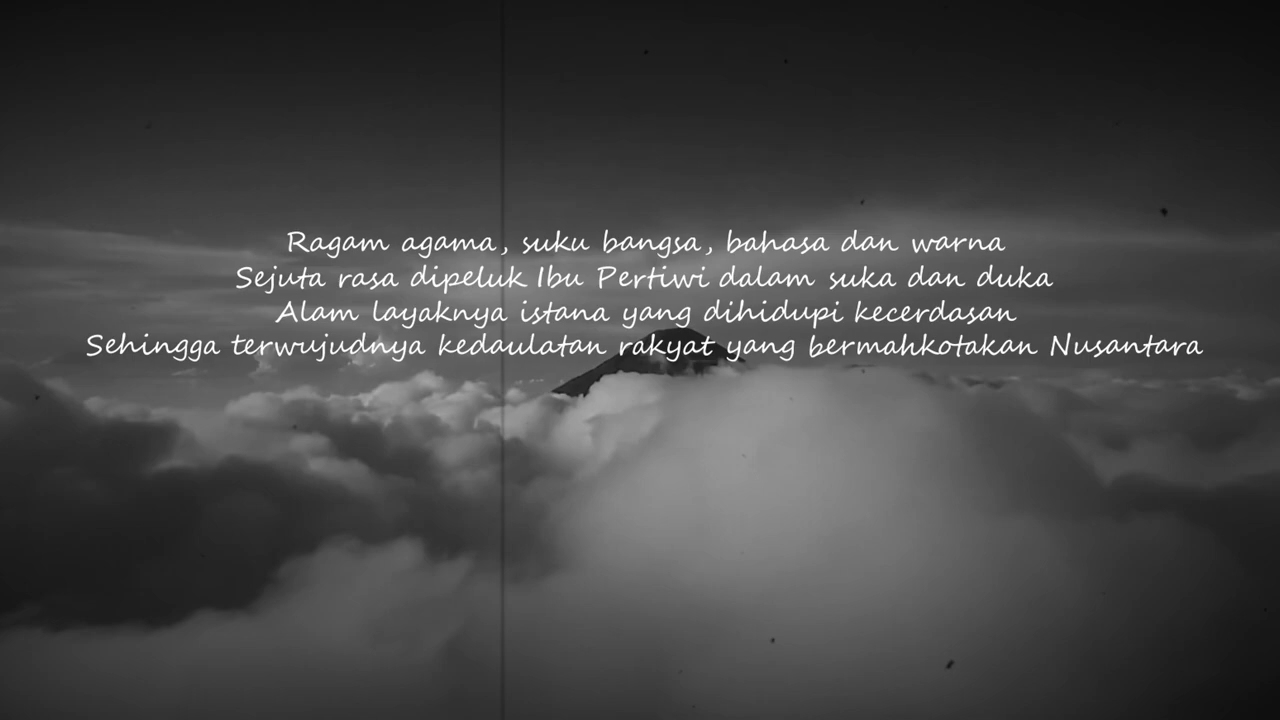 Ragam agama, suku bangsa, bahasa dan warna
Sejuta rasa dipeluk Ibu Pertiwi dalam suka dan duka
Alam layaknya istana yang dihidupi kecerdasan
Sehingga terwujudnya kedaulatan rakyat yang bermahkotakan Nusantara